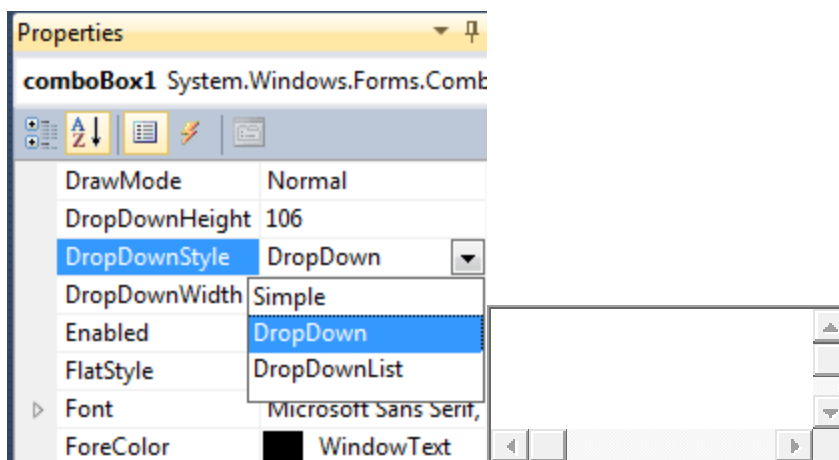 Properties
comboBox1 System.Windows.Forms.Comb
DrawMode Normal
DropDownHeight 106
DropDownStyle DropDown
DropDownWidth Simple
Enabled DropDown
FlatStyle DropDownList
Font Microsoft Sans Serif,
ForeColor WindowText